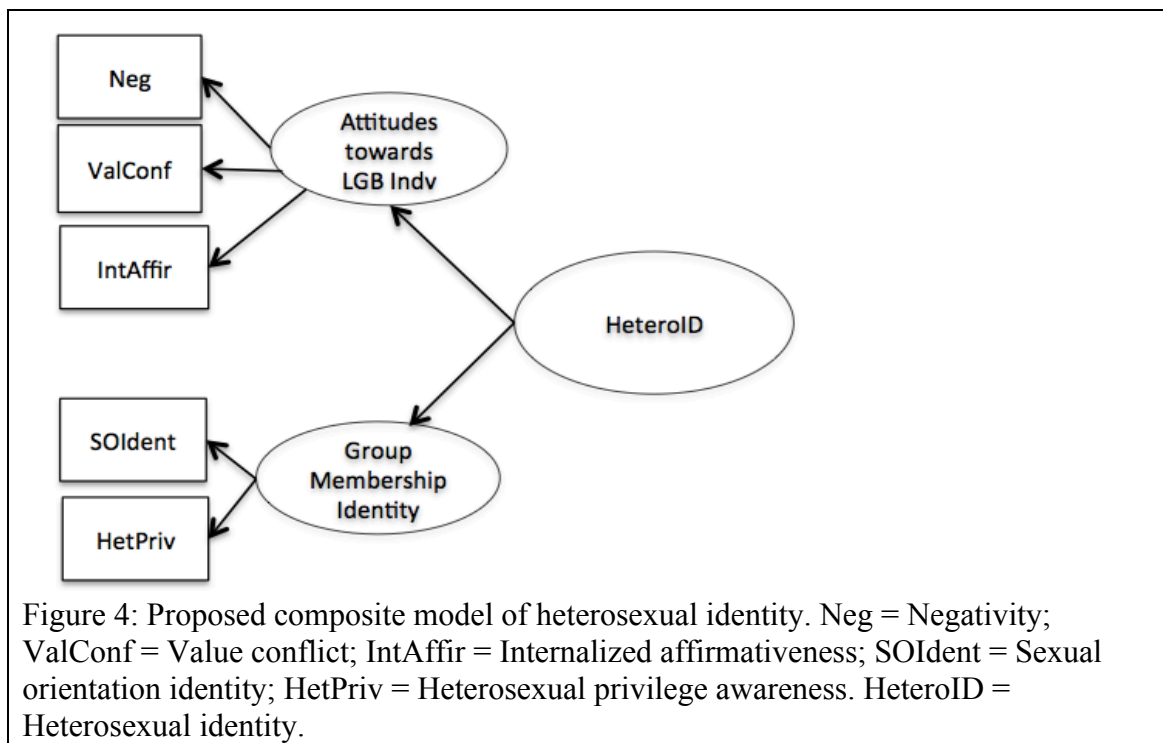 Neg
ValConf
IntAffir
Attitudes
towards
LGB Indv
HeteroID
SOIdent
HetPriv
Group
Membership
Identity
Figure 4: Proposed composite model of heterosexual identity. Neg = Negativity;
ValConf = Value conflict; IntAffir = Internalized affirmativeness; SOIdent = Sexual
orientation identity; HetPriv = Heterosexual privilege awareness. HeteroID =
Heterosexual identity.